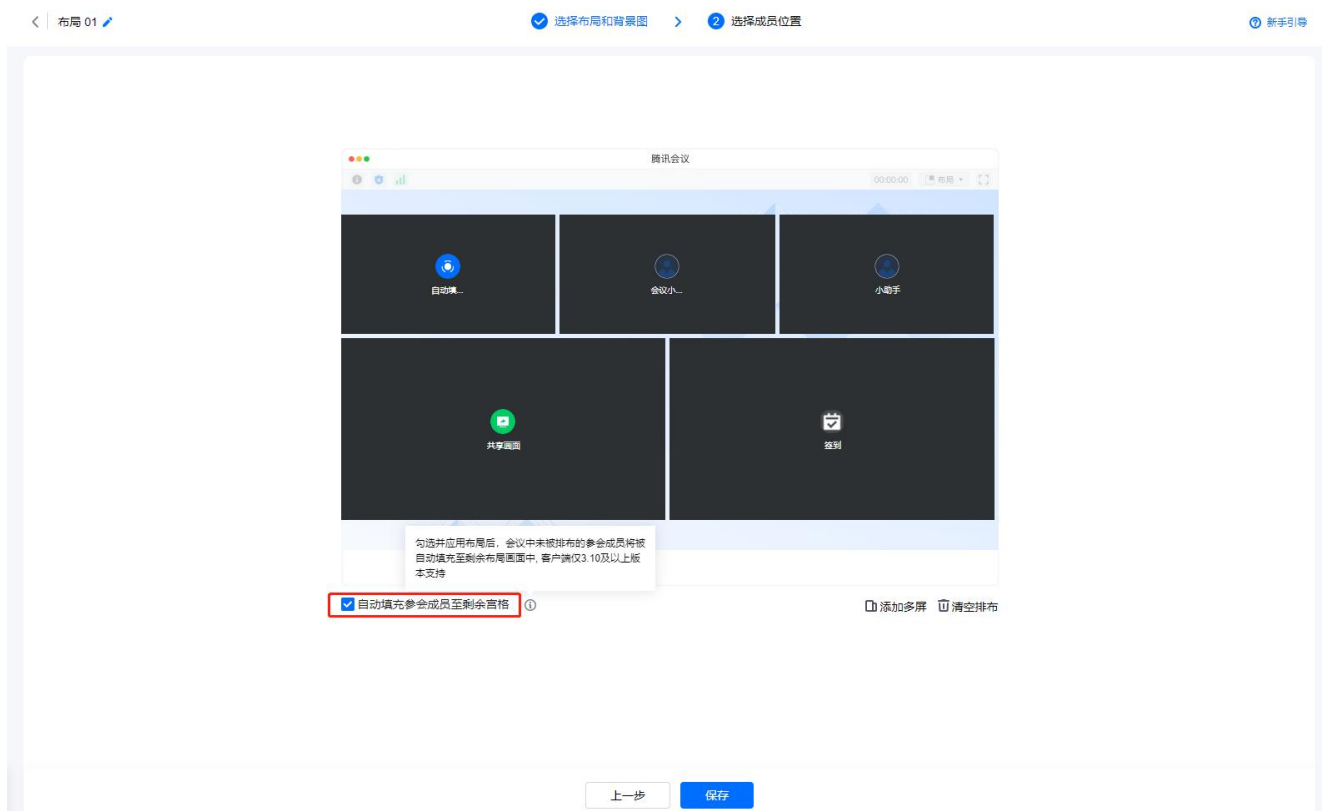 布局 01
选择布局和背景图
2 选择成员位置
新手引导
腾讯会议
00:00:00 布局
自动填...
会议小...
小助手
共享画面
签到
勾选并应用布局后，会议中未被排布的参会成员将被
自动填充至剩余布局画面中, 客户端仅3.10及以上版
本支持
自动填充参会成员至剩余宫格
添加多屏 清空排布
上一步 保存